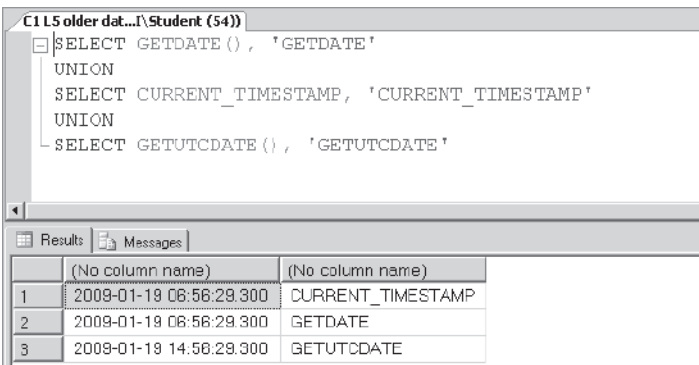 C1 L5 older dat...I\Student (54))
SELECT GETDATE(), 'GETDATE'
UNION
SELECT CURRENT_TIMESTAMP, 'CURRENT_TIMESTAMP'
UNION
SELECT GETUTCDATE(), 'GETUTCDATE'
Results Messages
(No column name) (No column name)
1 2009-01-19 06:56:29.300 CURRENT_TIMESTAMP
2 2009-01-19 06:56:29.300 GETDATE
3 2009-01-19 14:56:29.300 GETUTCDATE